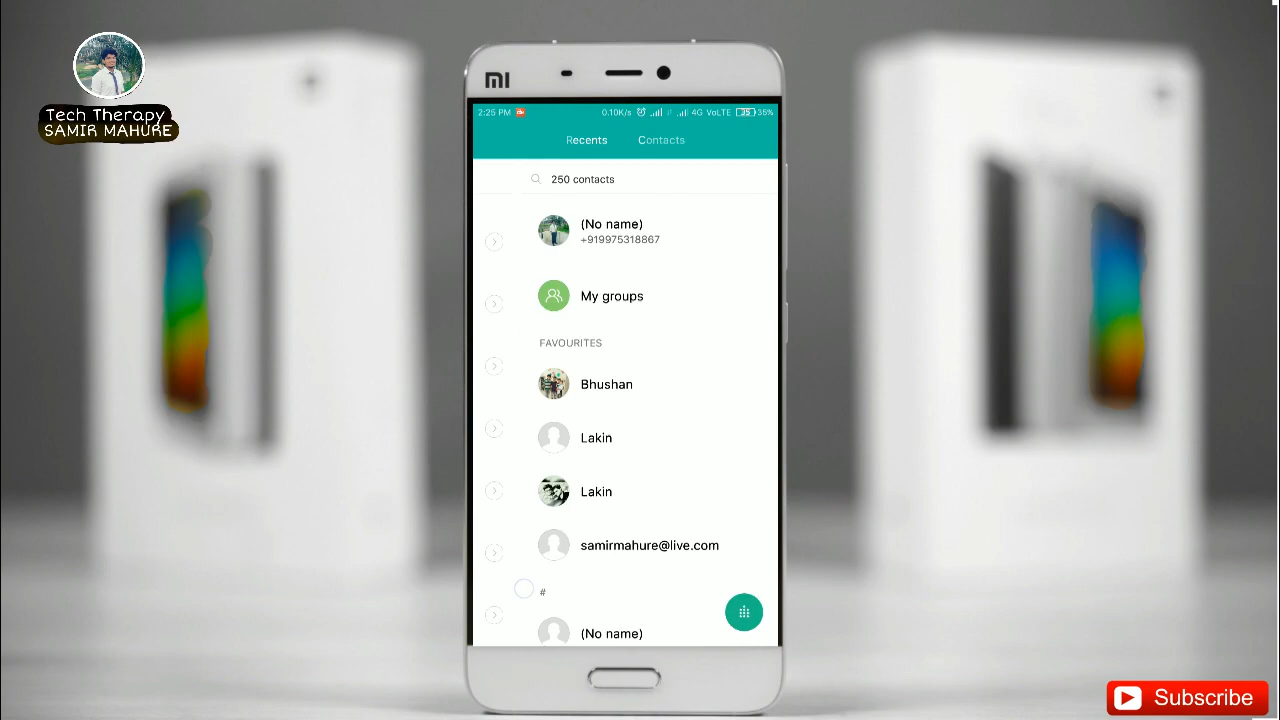 Tech Therapy
SAMIR MAHURE
mi
2:25 PM
0.10K/s
4G VoLTE 35 35%
Recents
Contacts
250 contacts
(No name)
+919975318867
My groups
FAVOURITES
Bhushan
Lakin
Lakin
samirmahure@live.com
#
(No name)
Subscribe